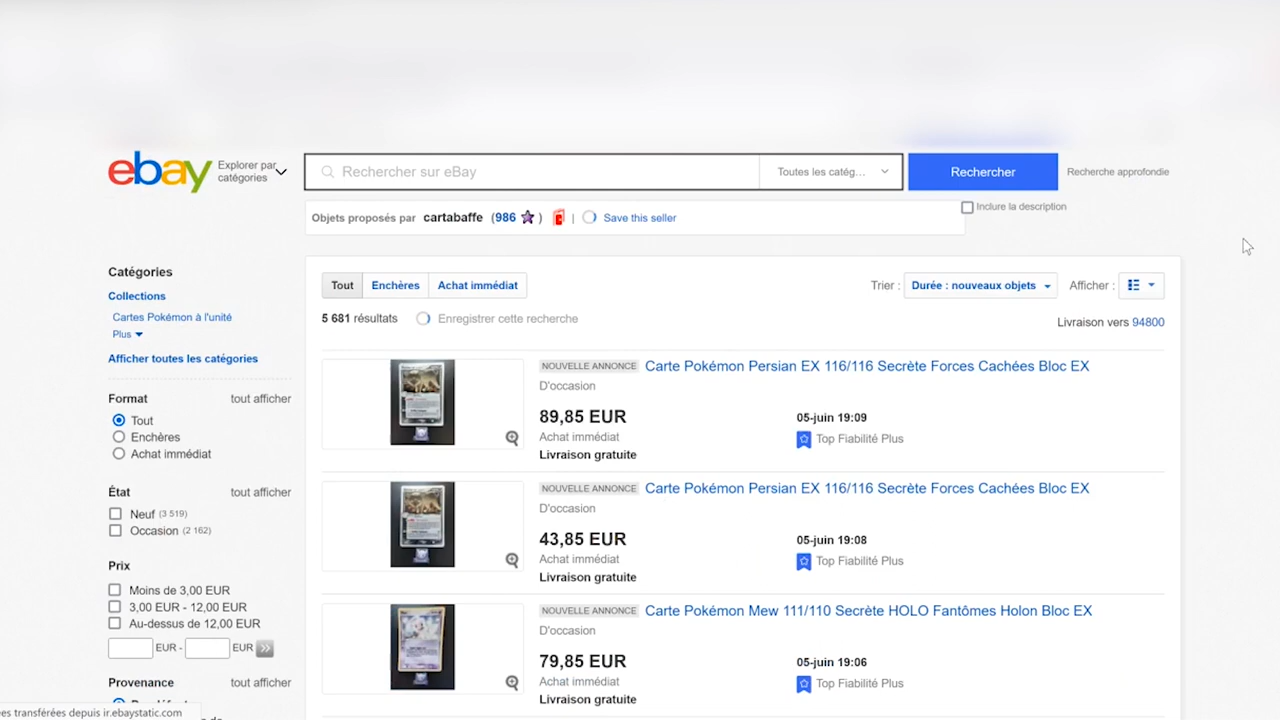 ebay
Explorer par catégories
Rechercher sur eBay
Toutes les catég...
Rechercher
Recherche approfondie
Objets proposés par cartabaffe (986 ) | Save this seller
Inclure la description
Catégories
Collections
Cartes Pokémon à l'unité
Plus
Afficher toutes les catégories
Format tout afficher
Tout
Enchères
Achat immédiat
État tout afficher
Neuf (3 519)
Occasion (2 162)
Prix
Moins de 3,00 EUR
3,00 EUR - 12,00 EUR
Au-dessus de 12,00 EUR
EUR - EUR
Provenance tout afficher
ées transférées depuis ir.ebaystatic.com
Tout Enchères Achat immédiat
Trier : Durée : nouveaux objets Afficher :
5 681 résultats Enregistrer cette recherche
Livraison vers 94800
NOUVELLE ANNONCE Carte Pokémon Persian EX 116/116 Secrète Forces Cachées Bloc EX
D'occasion
89,85 EUR 05-juin 19:09
Achat immédiat Top Fiabilité Plus
Livraison gratuite
NOUVELLE ANNONCE Carte Pokémon Persian EX 116/116 Secrète Forces Cachées Bloc EX
D'occasion
43,85 EUR 05-juin 19:08
Achat immédiat Top Fiabilité Plus
Livraison gratuite
NOUVELLE ANNONCE Carte Pokémon Mew 111/110 Secrète HOLO Fantômes Holon Bloc EX
D'occasion
79,85 EUR 05-juin 19:06
Achat immédiat Top Fiabilité Plus
Livraison gratuite